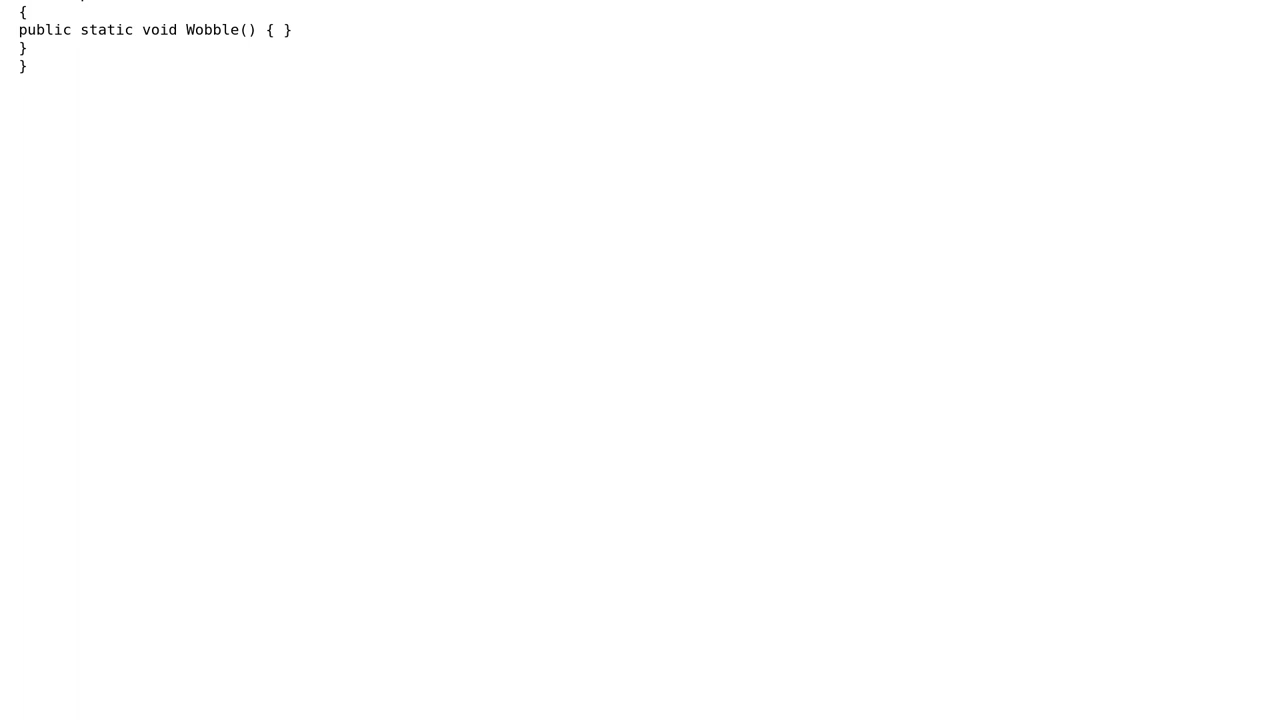 {
public static void Wobble() { }
}
}